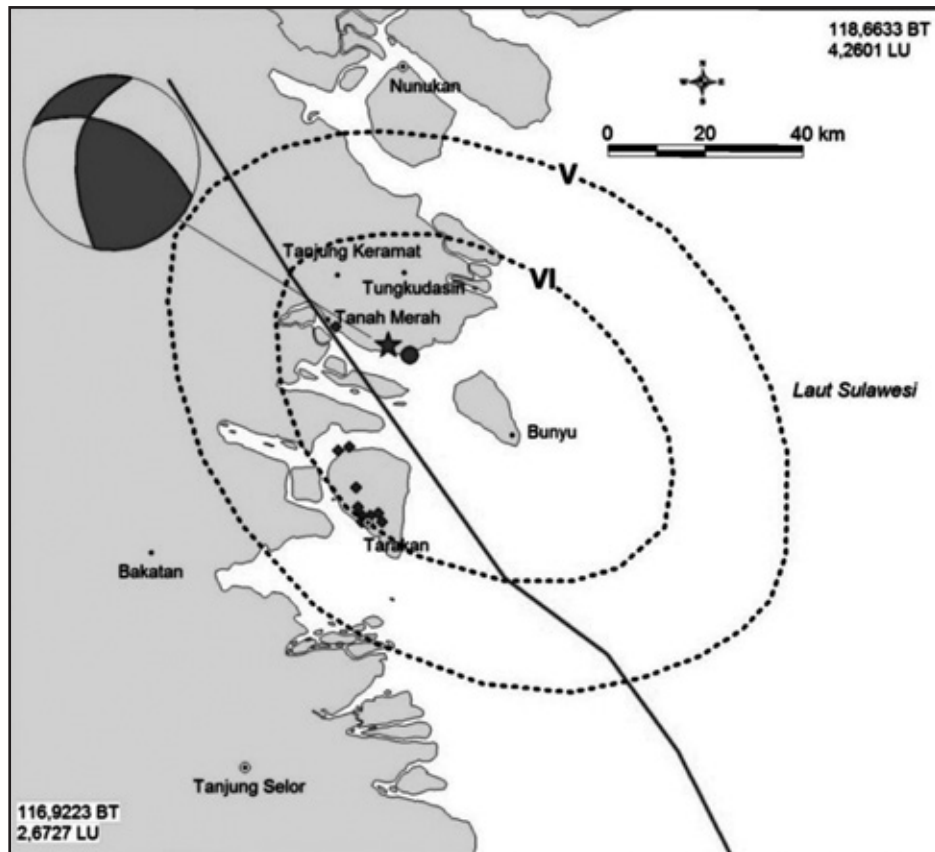 118,6633 BT
4,2601 LU
Nunukan
0 20 40 km
V
Tanjung Keramat
VI
Tungkudasin
Tanah Merah
Laut Sulawesi
Bunyu
Tarakan
Bakatan
Tanjung Selor
116,9223 BT
2,6727 LU